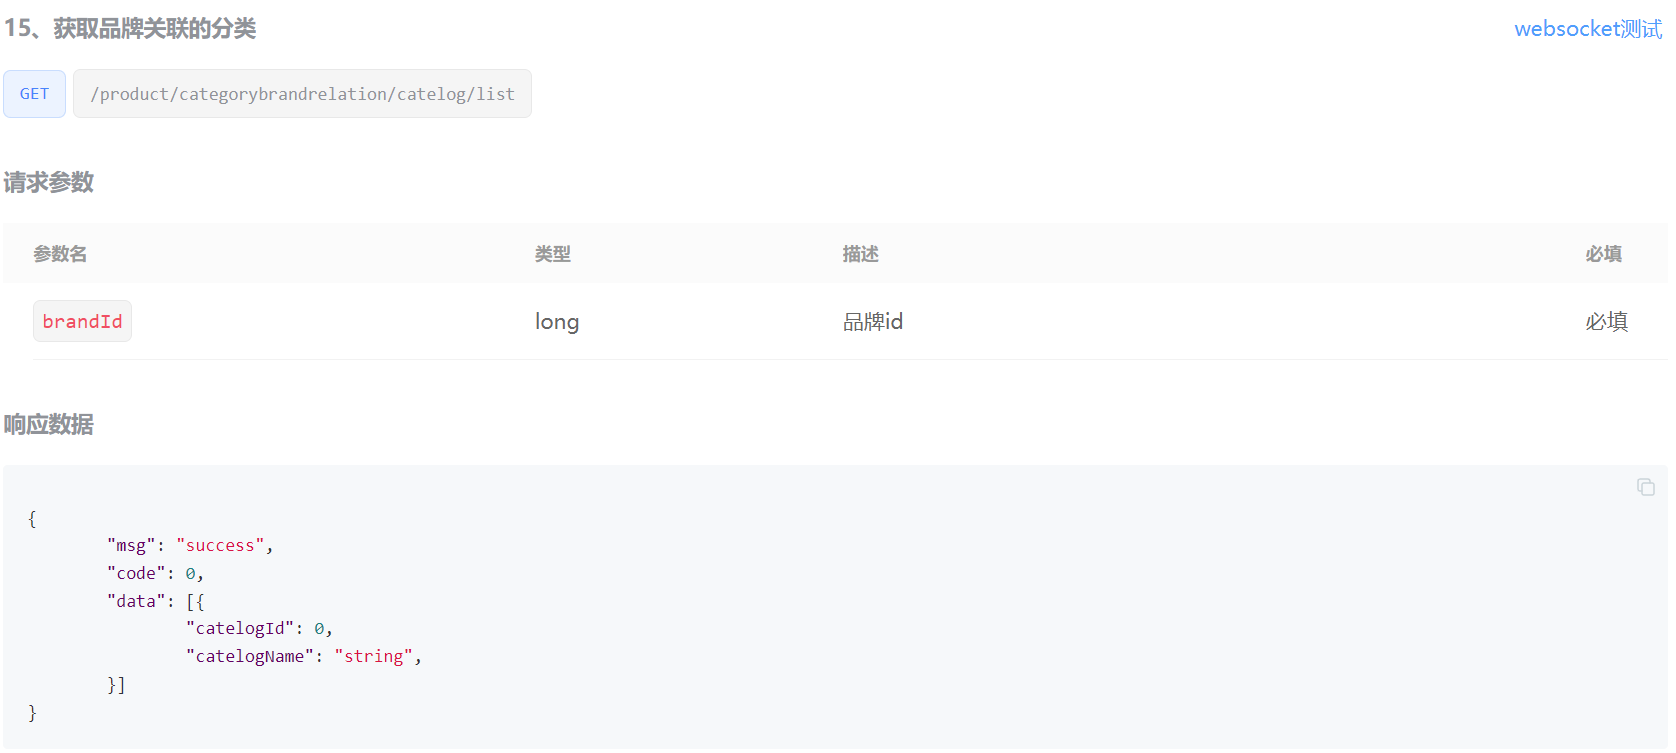 15、获取品牌关联的分类
websocket测试
GET /product/categorybrandrelation/catelog/list
请求参数
参数名 类型 描述 必填
brandId long 品牌id 必填
响应数据
{
"msg": "success",
"code": 0,
"data": [{
"catelogId": 0,
"catelogName": "string",
}]
}